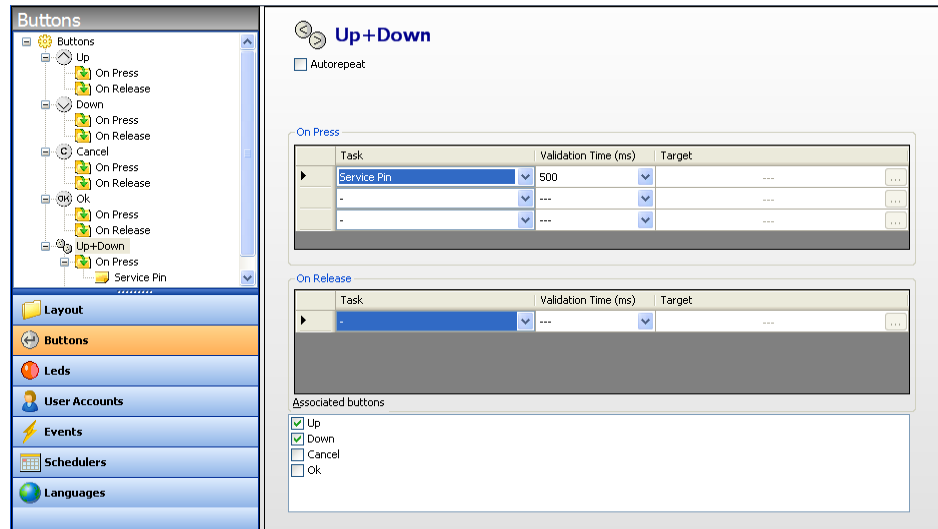 Buttons
Buttons
Up
On Press
On Release
Down
On Press
On Release
C Cancel
On Press
On Release
OK Ok
On Press
On Release
Up+Down
On Press
Service Pin
Layout
Buttons
Leds
User Accounts
Events
Schedulers
Languages
Up+Down
Autorepeat
On Press
Task Validation Time (ms) Target
Service Pin 500 --- ...
- --- --- ...
- --- --- ...
On Release
Task Validation Time (ms) Target
- --- --- ...
Associated buttons
Up
Down
Cancel
Ok